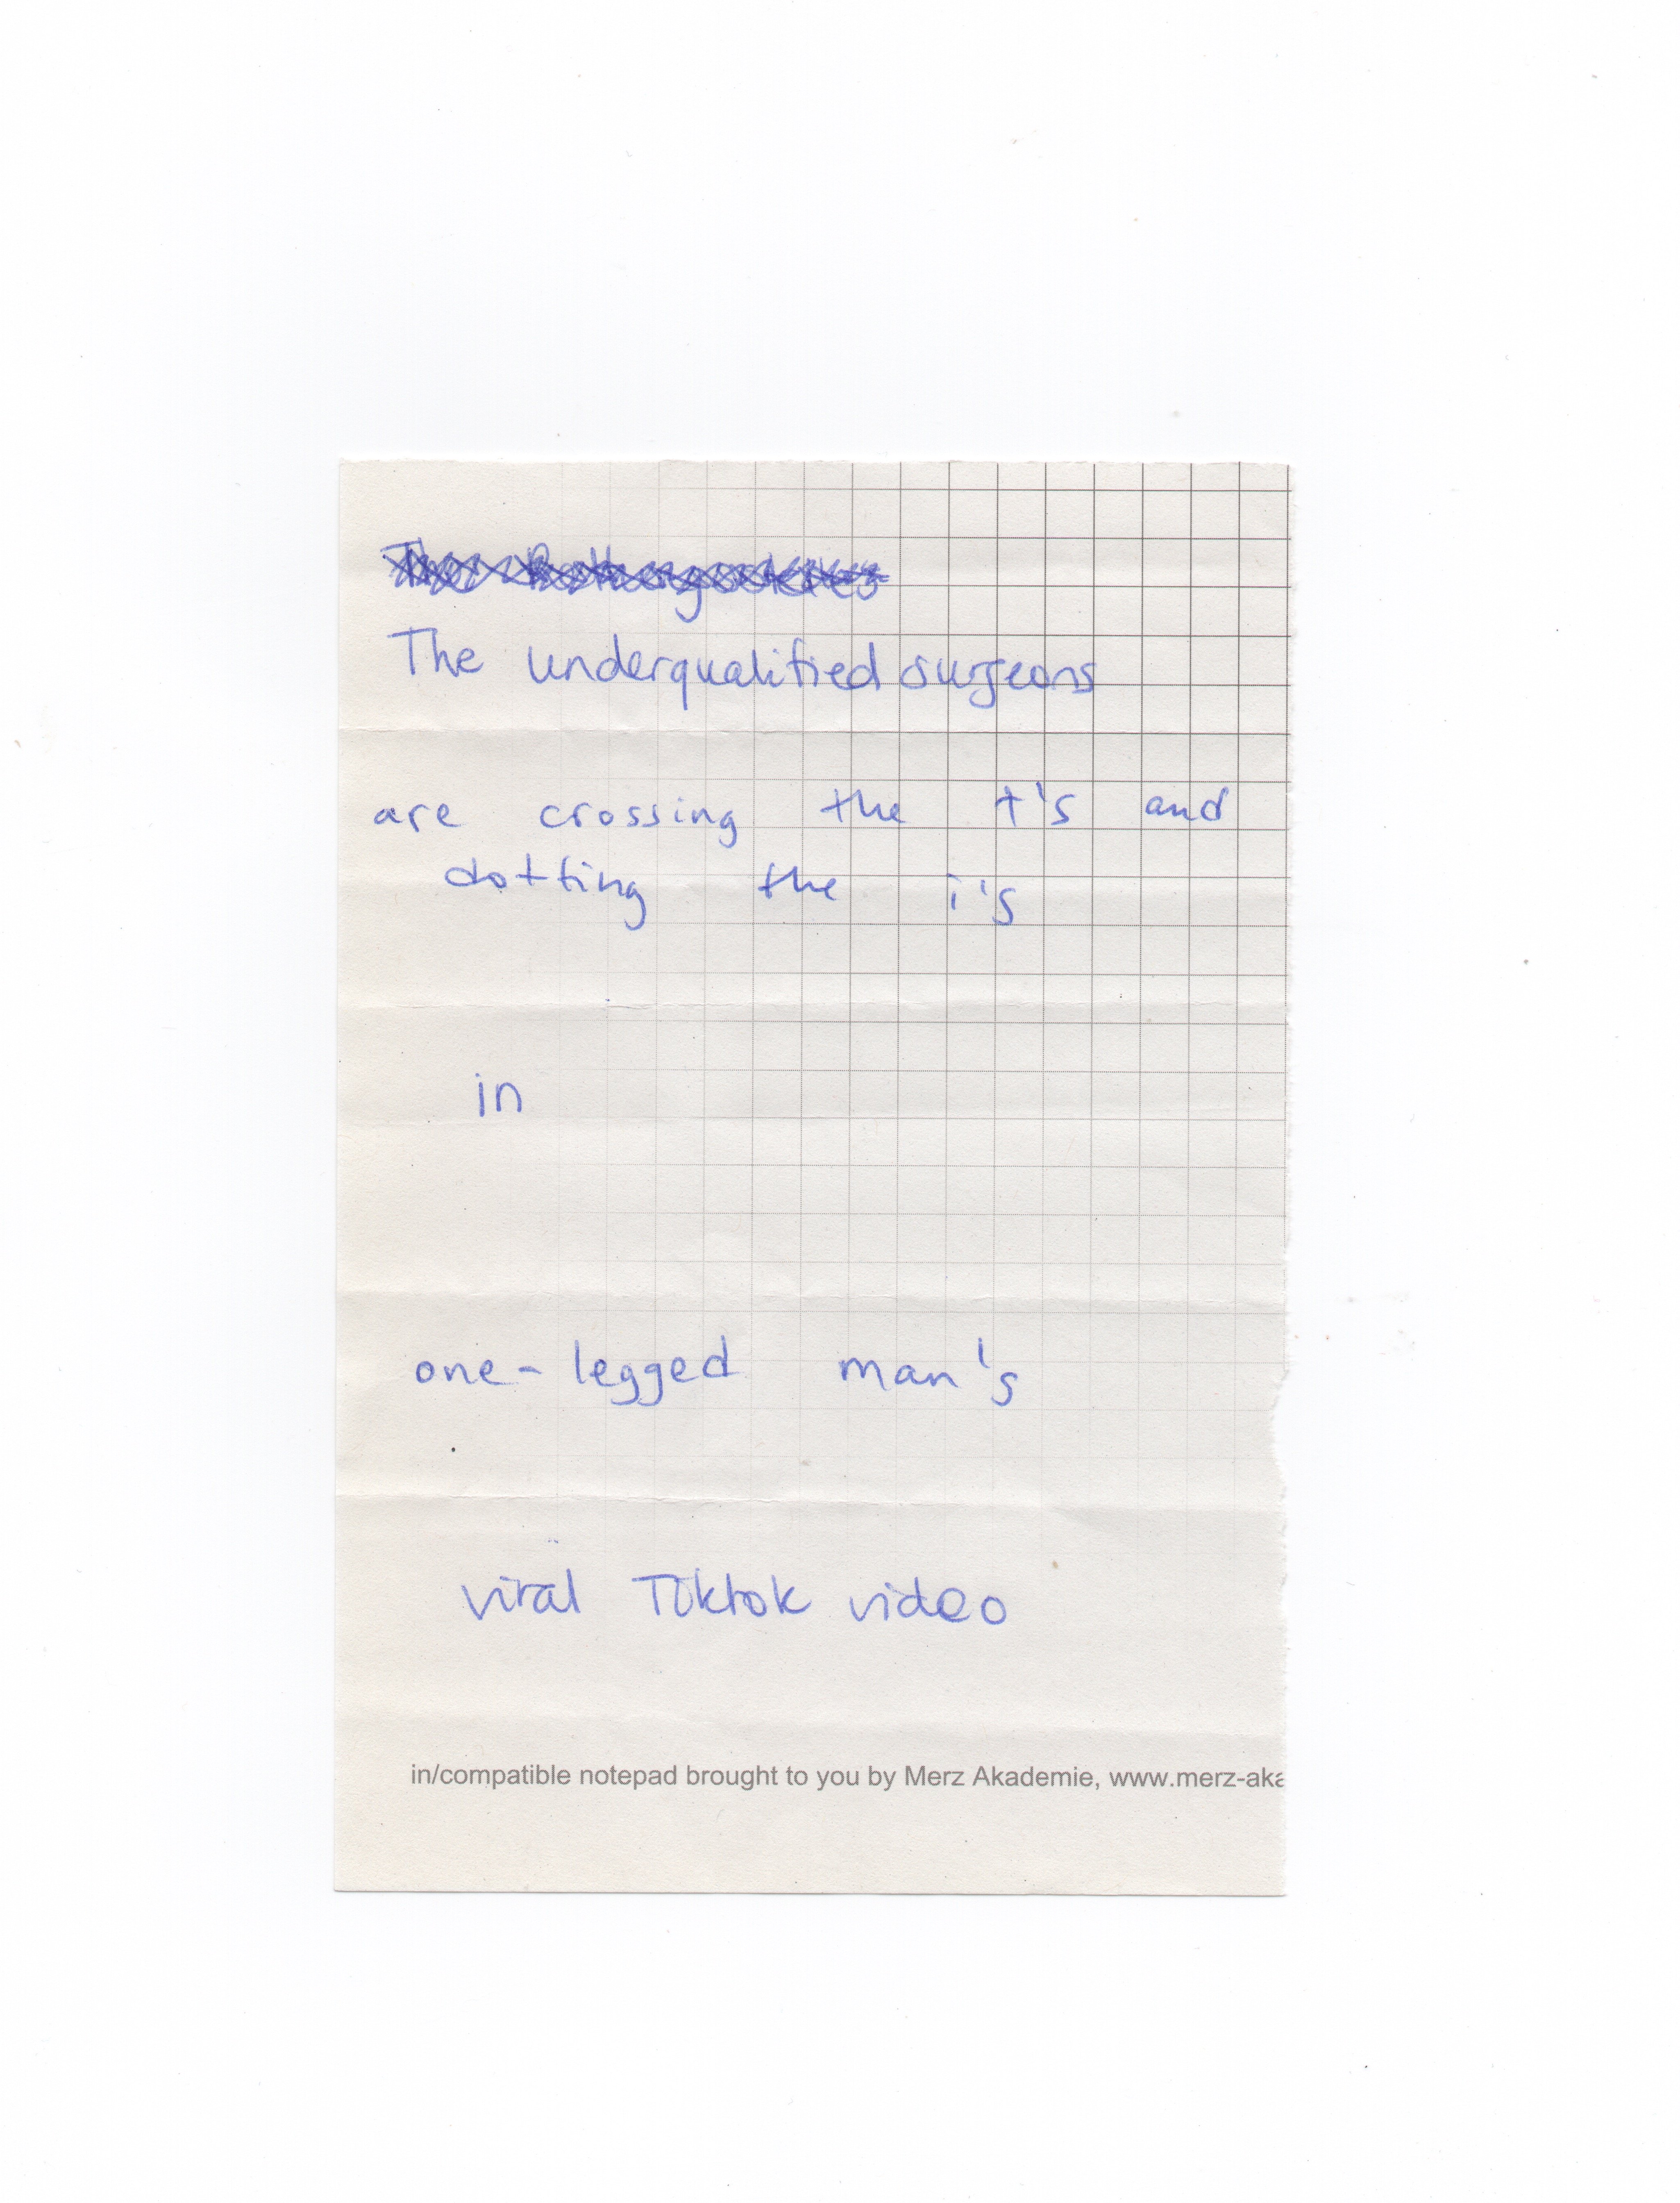 The underqualified surgeons
are crossing the t's and
dotting the i's
in
one-legged man's
viral Tiktok video
in/compatible notepad brought to you by Merz Akademie, www.merz-aka